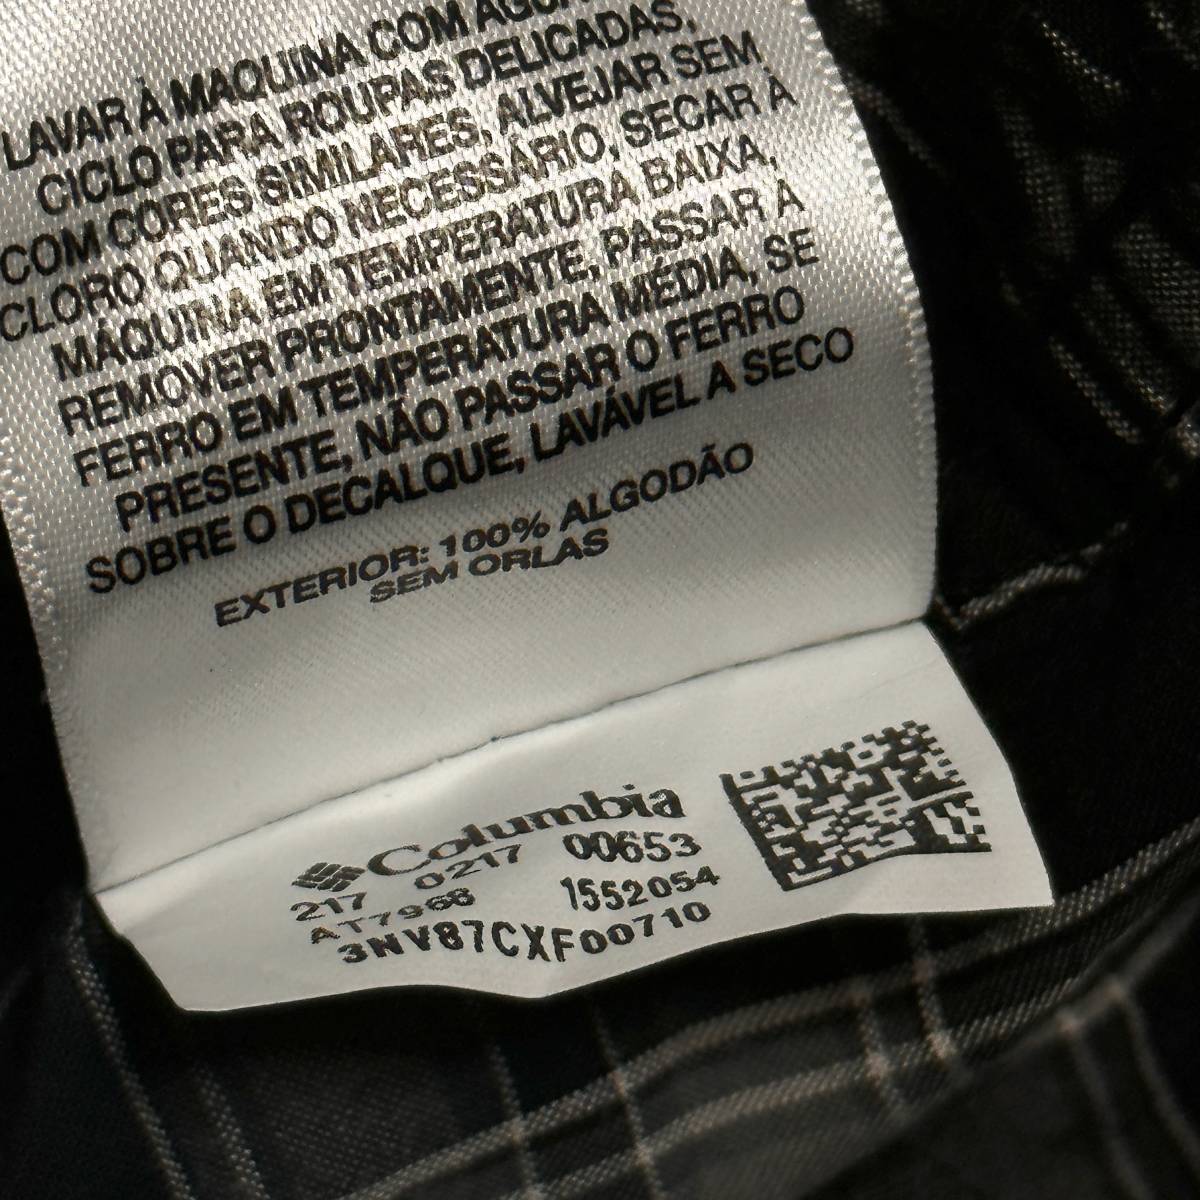 LAVAR À MAQUINA COM
CICLO PARA ROUPAS DELICADAS,
COM CORES SIMILARES, ALVEJAR SEM
CLORO QUANDO NECESSÁRIO, SECAR À
MÁQUINA EM TEMPERATURA BAIXA,
REMOVER PRONTAMENTE, PASSAR À
FERRO EM TEMPERATURA MÉDIA, SE
PRESENTE, NÃO PASSAR O FERRO
SOBRE O DECALQUE, LAVÁVEL A SECO
EXTERIOR: 100% ALGODÃO
SEM ORLAS
Columbia
217 0217 00653
AT7968 1552054
3NV87CXF00710